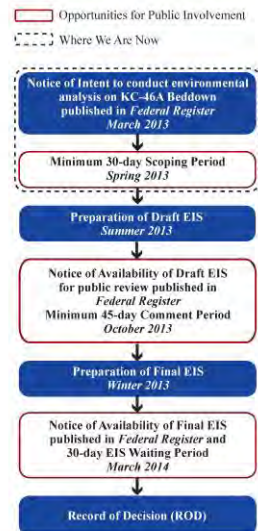 Opportunities for Public Involvement
Where We Are Now
Notice of Intent to conduct environmental
analysis on KC-46A Beddown
published in Federal Register
March 2013
Minimum 30-day Scoping Period
Spring 2013
Preparation of Draft EIS
Summer 2013
Notice of Availability of Draft EIS
for public review published in
Federal Register
Minimum 45-day Comment Period
October 2013
Preparation of Final EIS
Winter 2013
Notice of Availability of Final EIS
published in Federal Register and
30-day EIS Waiting Period
March 2014
Record of Decision (ROD)